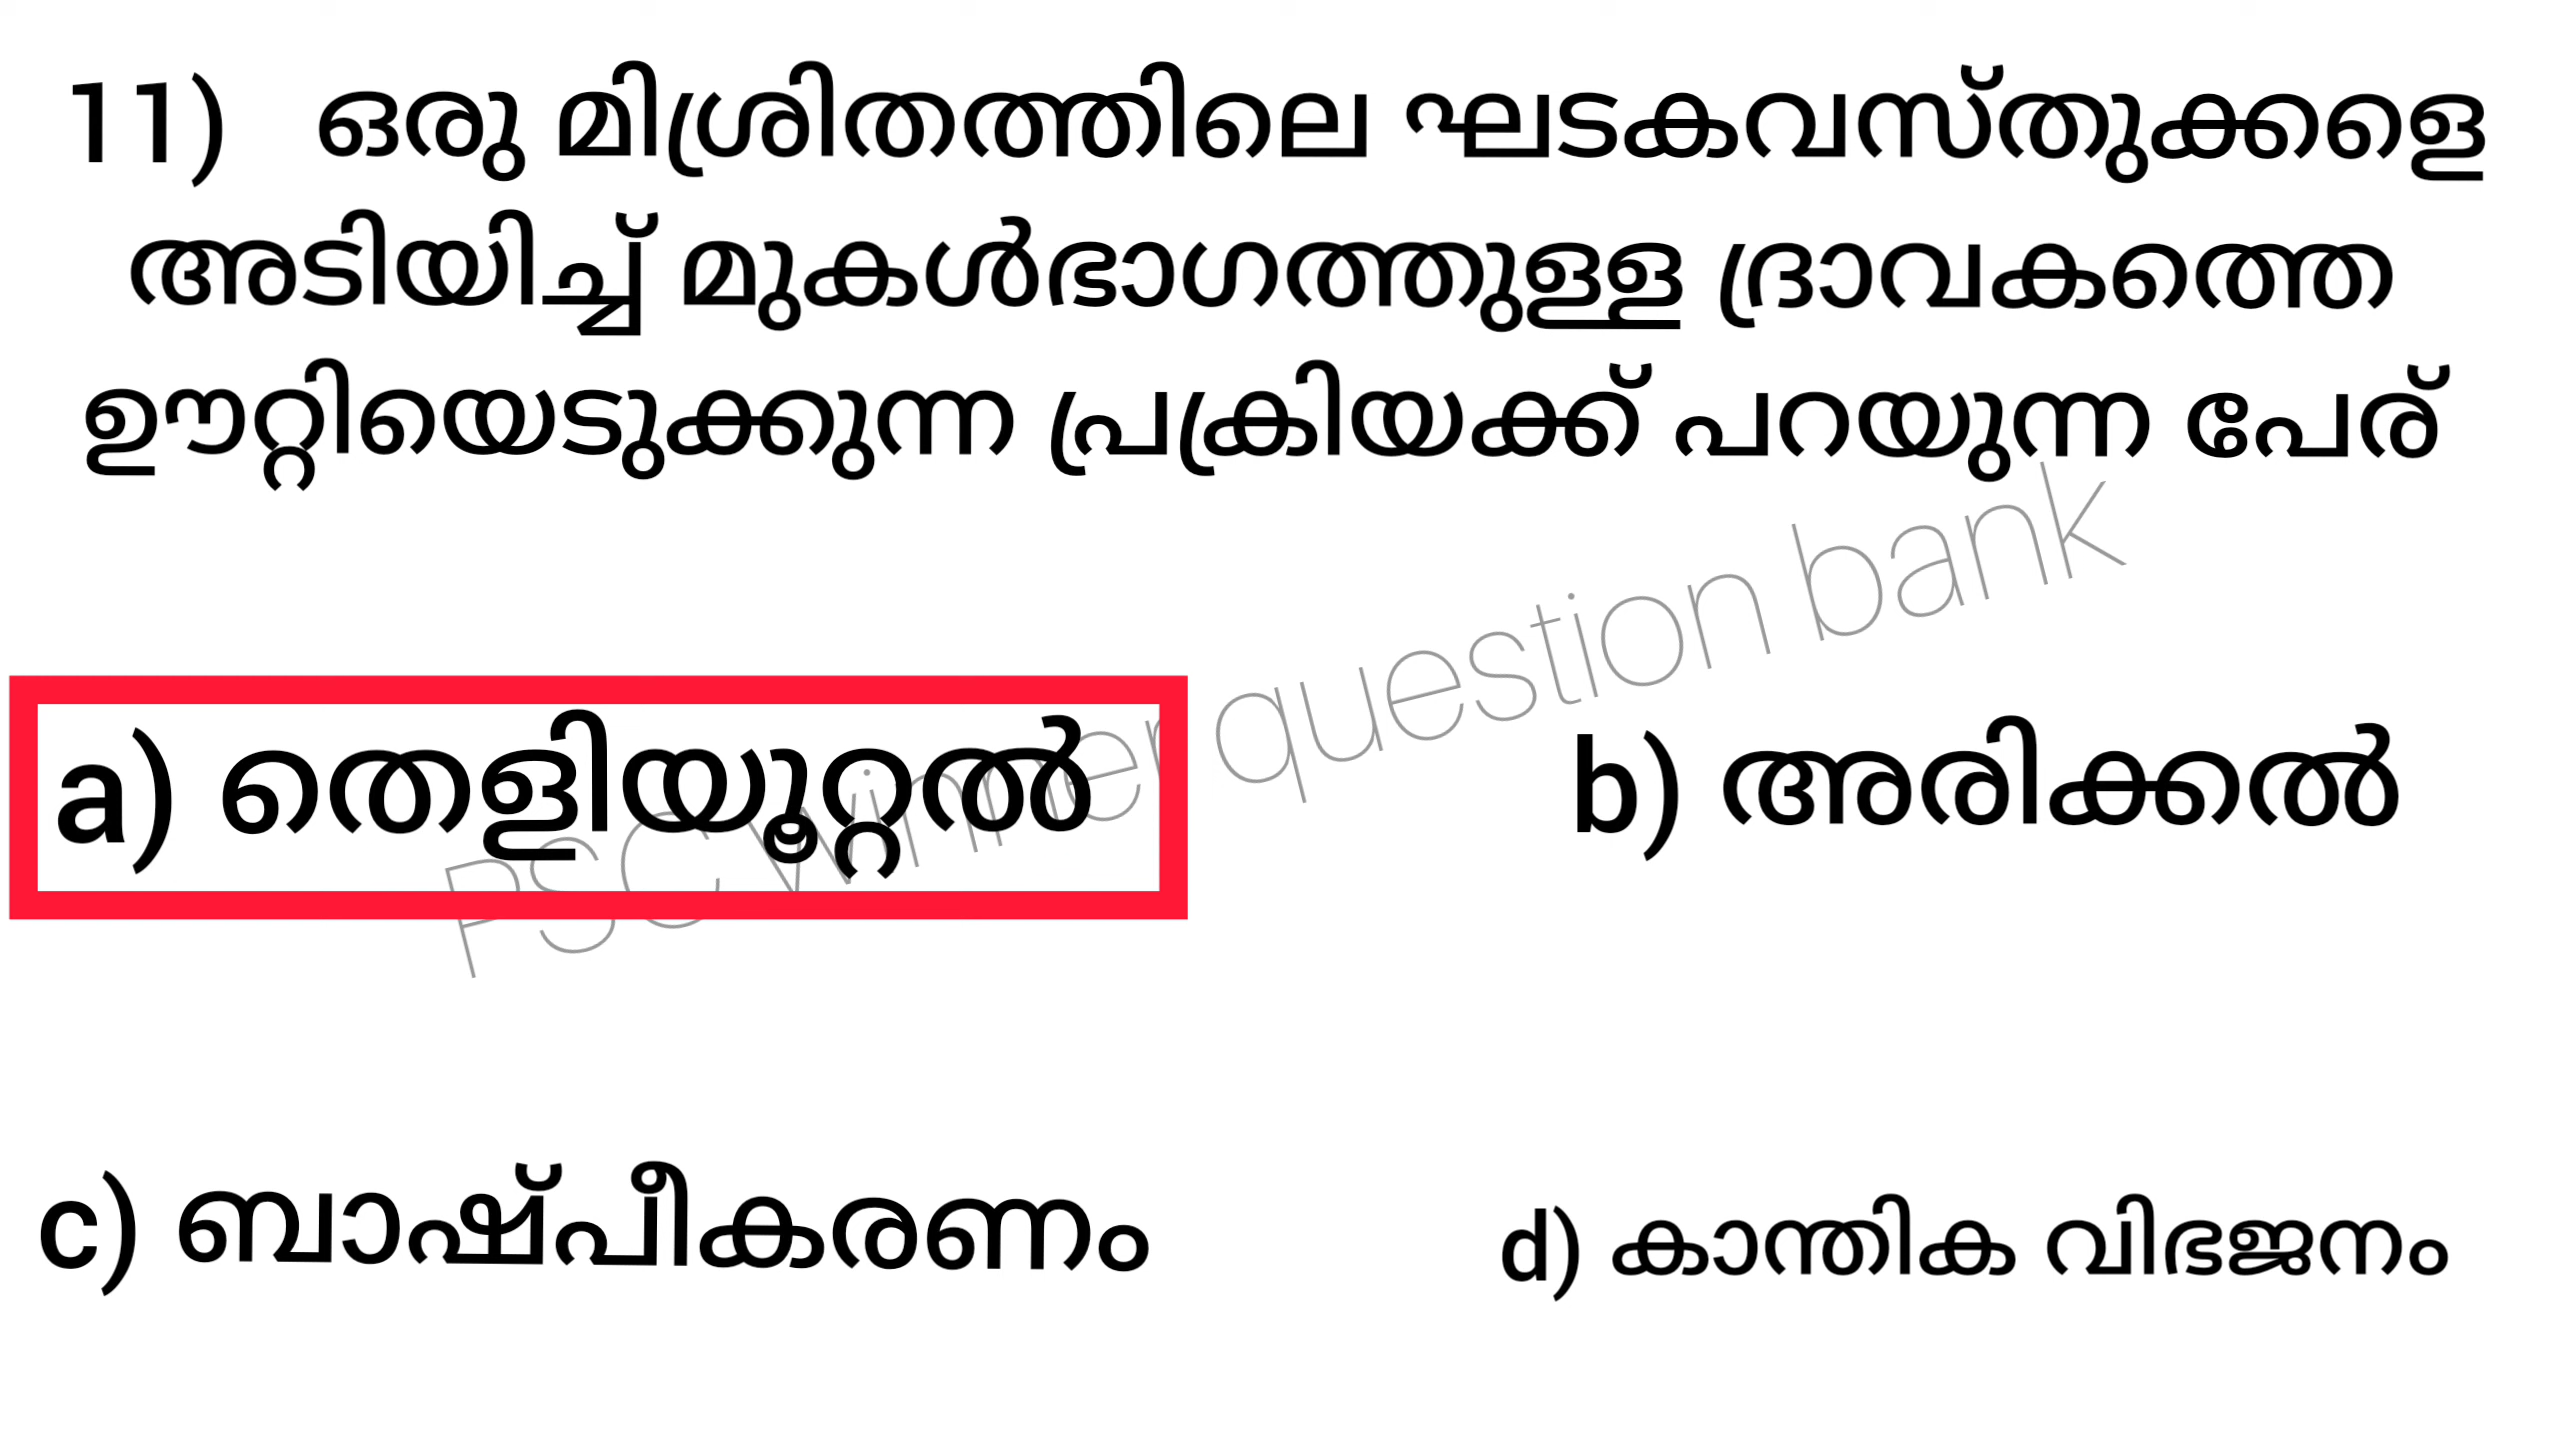 11) ഒരു മിശ്രിതത്തിലെ ഘടകവസ്തുക്കളെ
അടിയിച്ച് മുകൾഭാഗത്തുള്ള ദ്രാവകത്തെ
ഊറ്റിയെടുക്കുന്ന പ്രക്രിയക്ക് പറയുന്ന പേര്
a) തെളിയൂറ്റൽ
b) അരിക്കൽ
PSC Winner question bank
c) ബാഷ്പീകരണം
d) കാന്തിക വിഭജനം